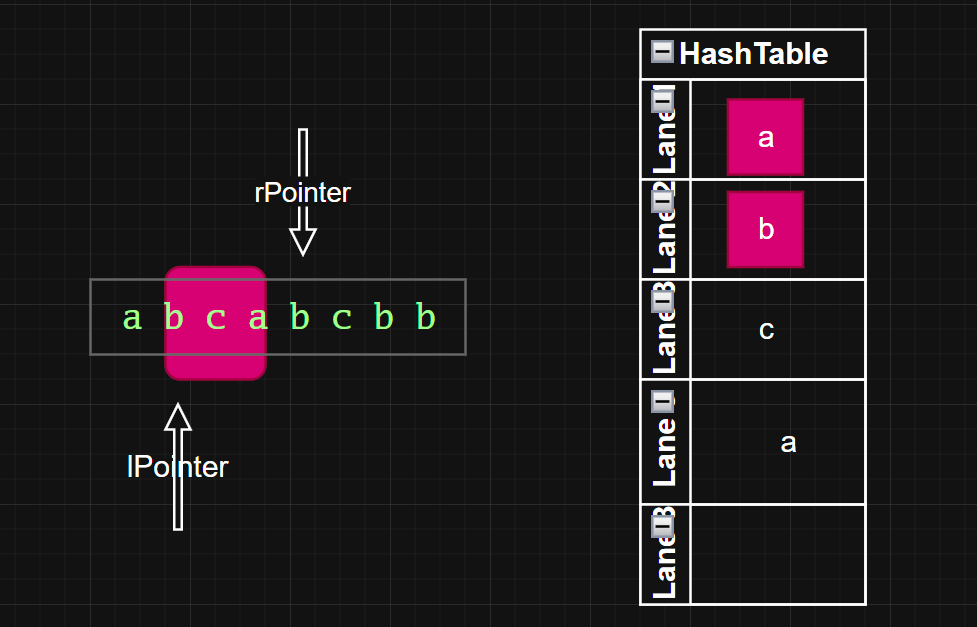 HashTable
Lane 1
a
rPointer
Lane 2
b
a b c a b c b b
Lane 3
c
lPointer
Lane
a
Lane 3